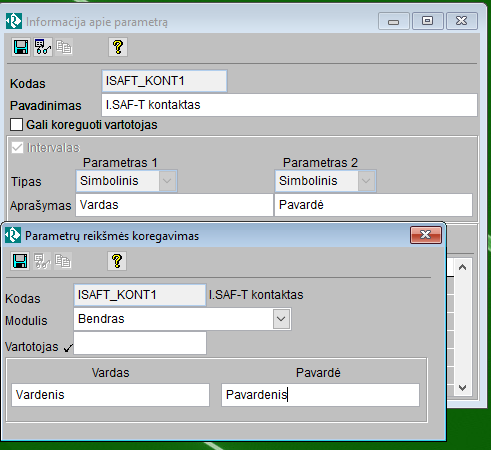 Informacija apie parametrą
?
Kodas ISAFT_KONT1
Pavadinimas I.SAF-T kontaktas
Gali koreguoti vartotojas
Intervalas
Parametras 1 Parametras 2
Tipas Simbolinis Simbolinis
Aprašymas Vardas Pavardė
Parametrų reikšmės koregavimas
?
Kodas ISAFT_KONT1 I.SAF-T kontaktas
Modulis Bendras
Vartotojas
Vardas Pavardė
Vardenis Pavardenis